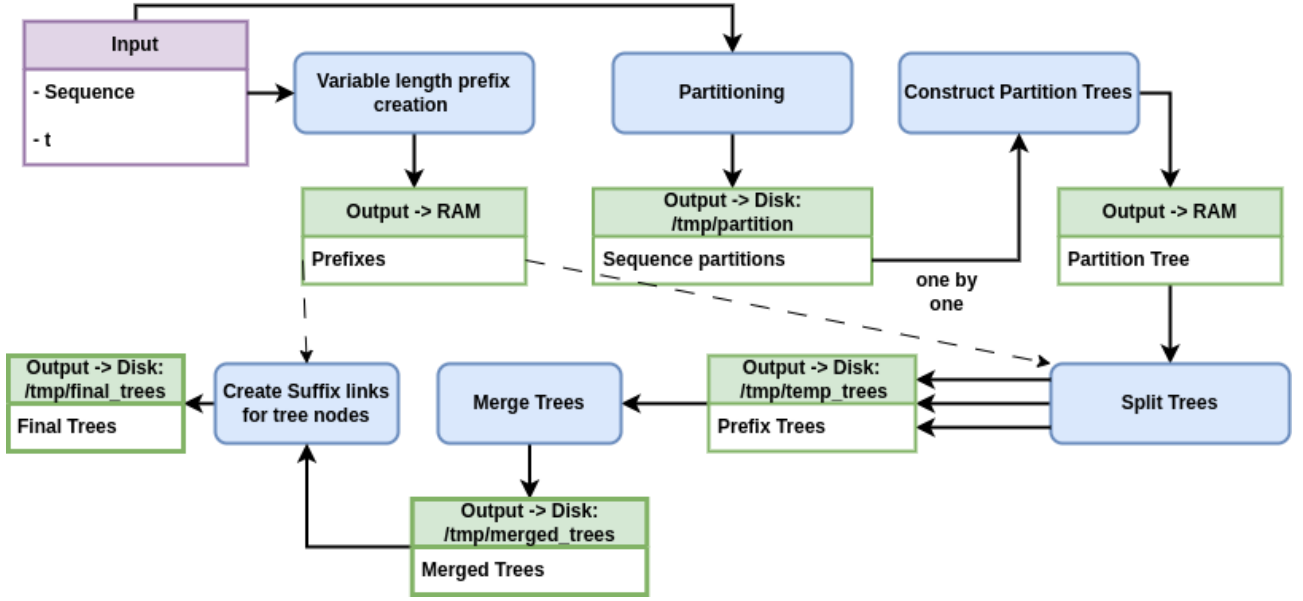 Input
- Sequence
- t
Variable length prefix
creation
Partitioning
Construct Partition Trees
Output -> RAM
Prefixes
Output -> Disk:
/tmp/partition
Sequence partitions
one by
one
Output -> RAM
Partition Tree
Output -> Disk:
/tmp/final_trees
Final Trees
Create Suffix links
for tree nodes
Merge Trees
Output -> Disk:
/tmp/temp_trees
Prefix Trees
Split Trees
Output -> Disk:
/tmp/merged_trees
Merged Trees